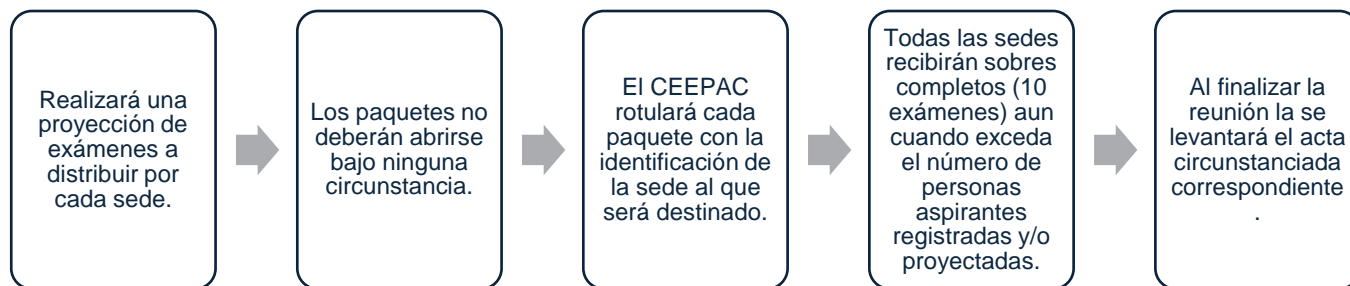 Realizará una
proyección de
exámenes a
distribuir por
cada sede.
Los paquetes no
deberán abrirse
bajo ninguna
circunstancia.
El CEEPAC
rotulará cada
paquete con la
identificación de
la sede al que
será destinado.
Todas las sedes
recibirán sobres
completos (10
exámenes) aun
cuando exceda
el número de
personas
aspirantes
registradas y/o
proyectadas.
Al finalizar la
reunión la se
levantará el acta
circunstanciada
correspondiente
.